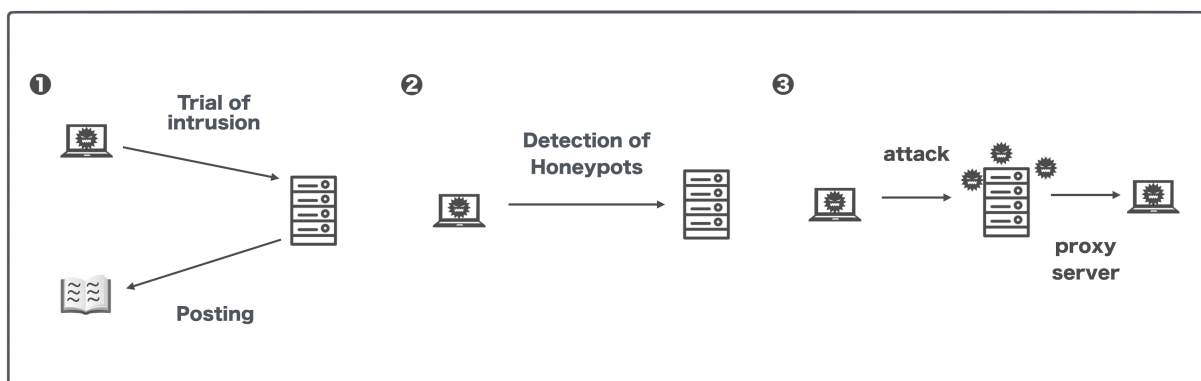 ❶
Trial of
intrusion
Posting
❷
Detection of
Honeypots
❸
attack
proxy
server